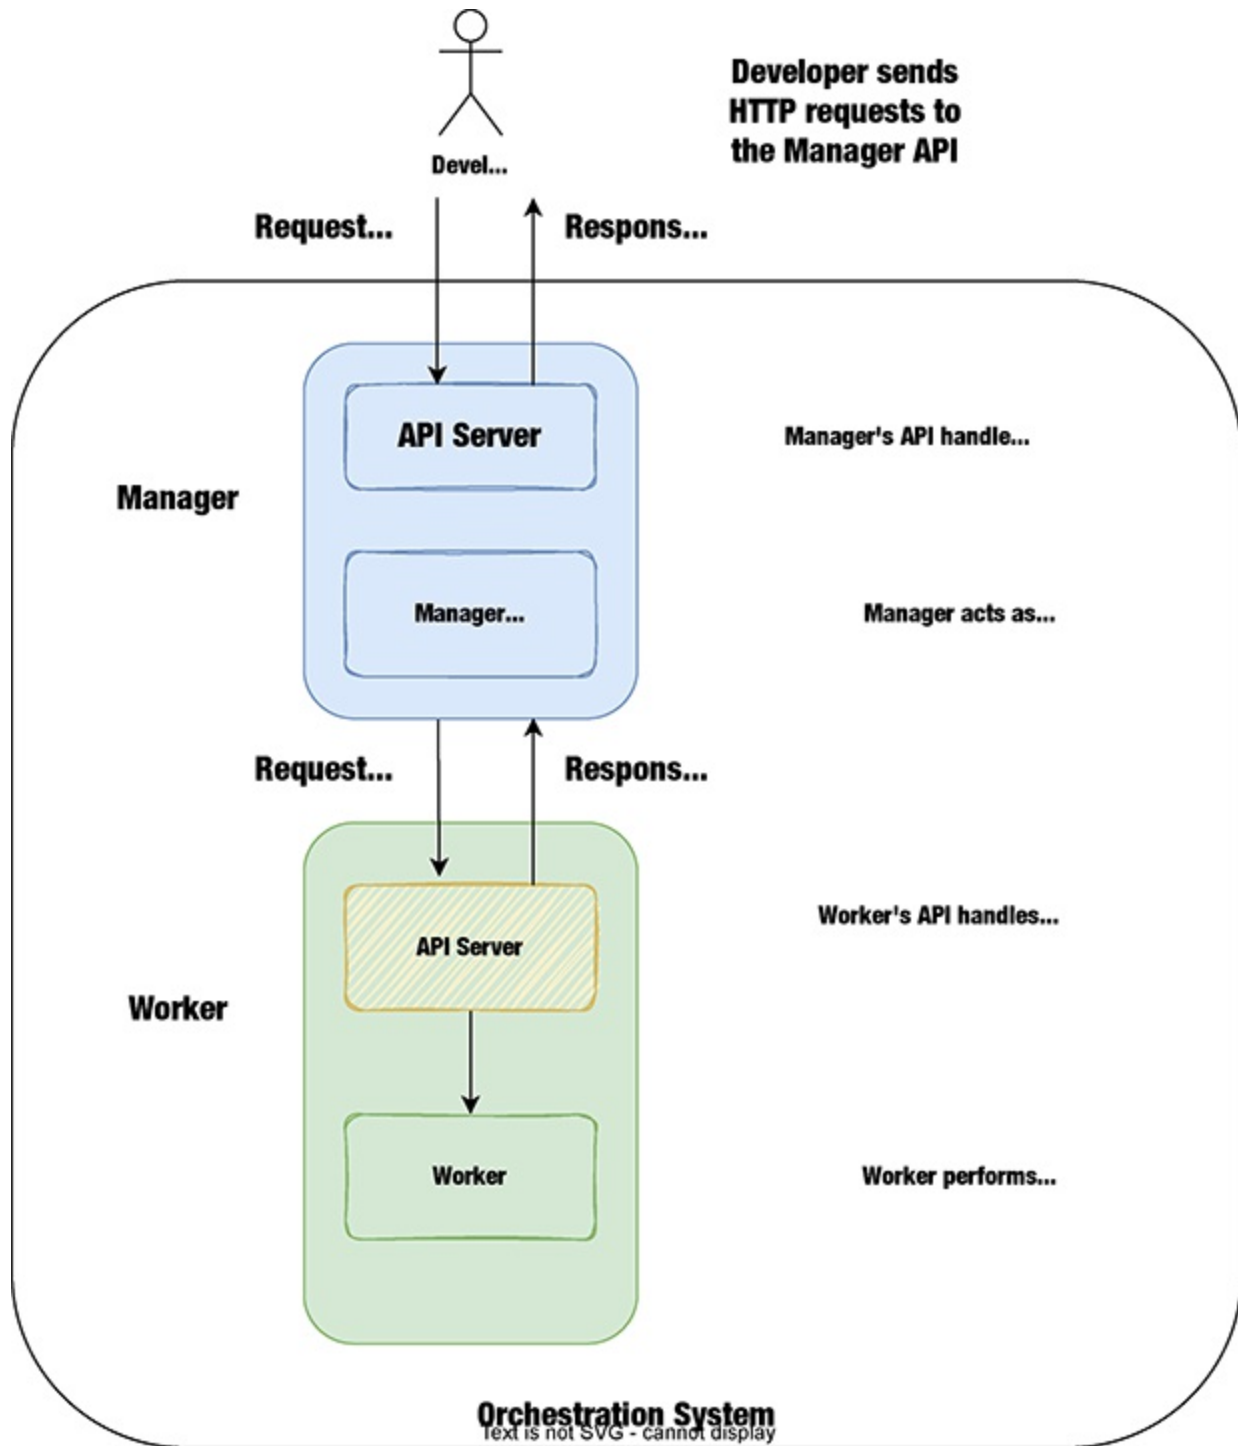 Developer sends
HTTP requests to
the Manager API
Devel...
Request...
Respons...
API Server
Manager's API handle...
Manager
Manager...
Manager acts as...
Request...
Respons...
API Server
Worker's API handles...
Worker
Worker
Worker performs...
Orchestration System
Text is not SVG - cannot display